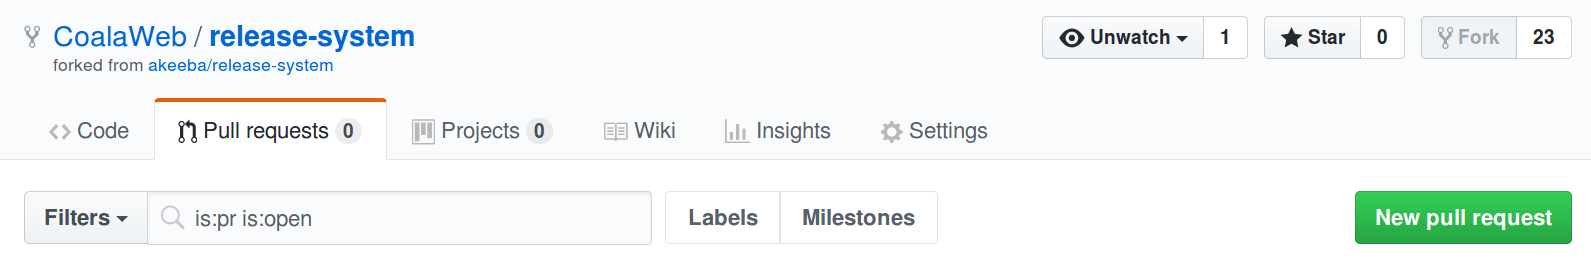 CoalaWeb / release-system Unwatch 1 Star 0 Fork 23
forked from akeeba/release-system
Code Pull requests 0 Projects 0 Wiki Insights Settings
Filters is:pr is:open Labels Milestones New pull request